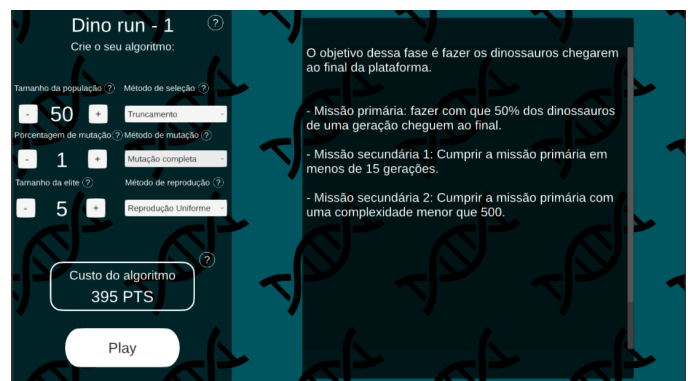 Dino run - 1
?
Crie o seu algoritmo:
Tamanho da população ?
Método de seleção ?
- 50 +
Truncamento
Porcentagem de mutação ?
Método de mutação ?
- 1 +
Mutação completa
Tamanho da elite ?
Método de reprodução ?
- 5 +
Reprodução Uniforme
?
Custo do algoritmo
395 PTS
Play
O objetivo dessa fase é fazer os dinossauros chegarem
ao final da plataforma.
- Missão primária: fazer com que 50% dos dinossauros
de uma geração cheguem ao final.
- Missão secundária 1: Cumprir a missão primária em
menos de 15 gerações.
- Missão secundária 2: Cumprir a missão primária com
uma complexidade menor que 500.